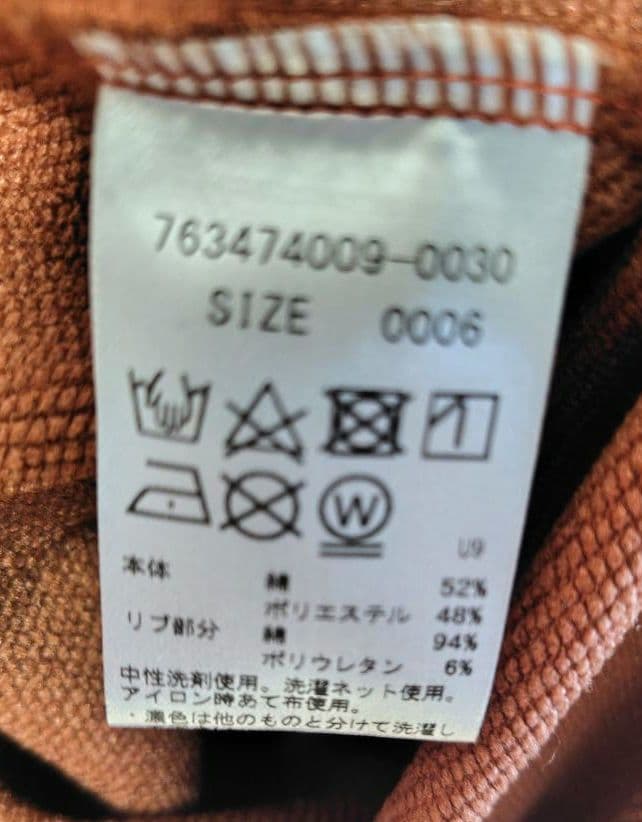 763474009-0030
SIZE 0006
W
U9
本体 綿 52%
ポリエステル 48%
リブ部分 綿 94%
ポリウレタン 6%
中性洗剤使用。洗濯ネット使用。
アイロン時あて布使用。
・濃色は他のものと分けて洗濯し